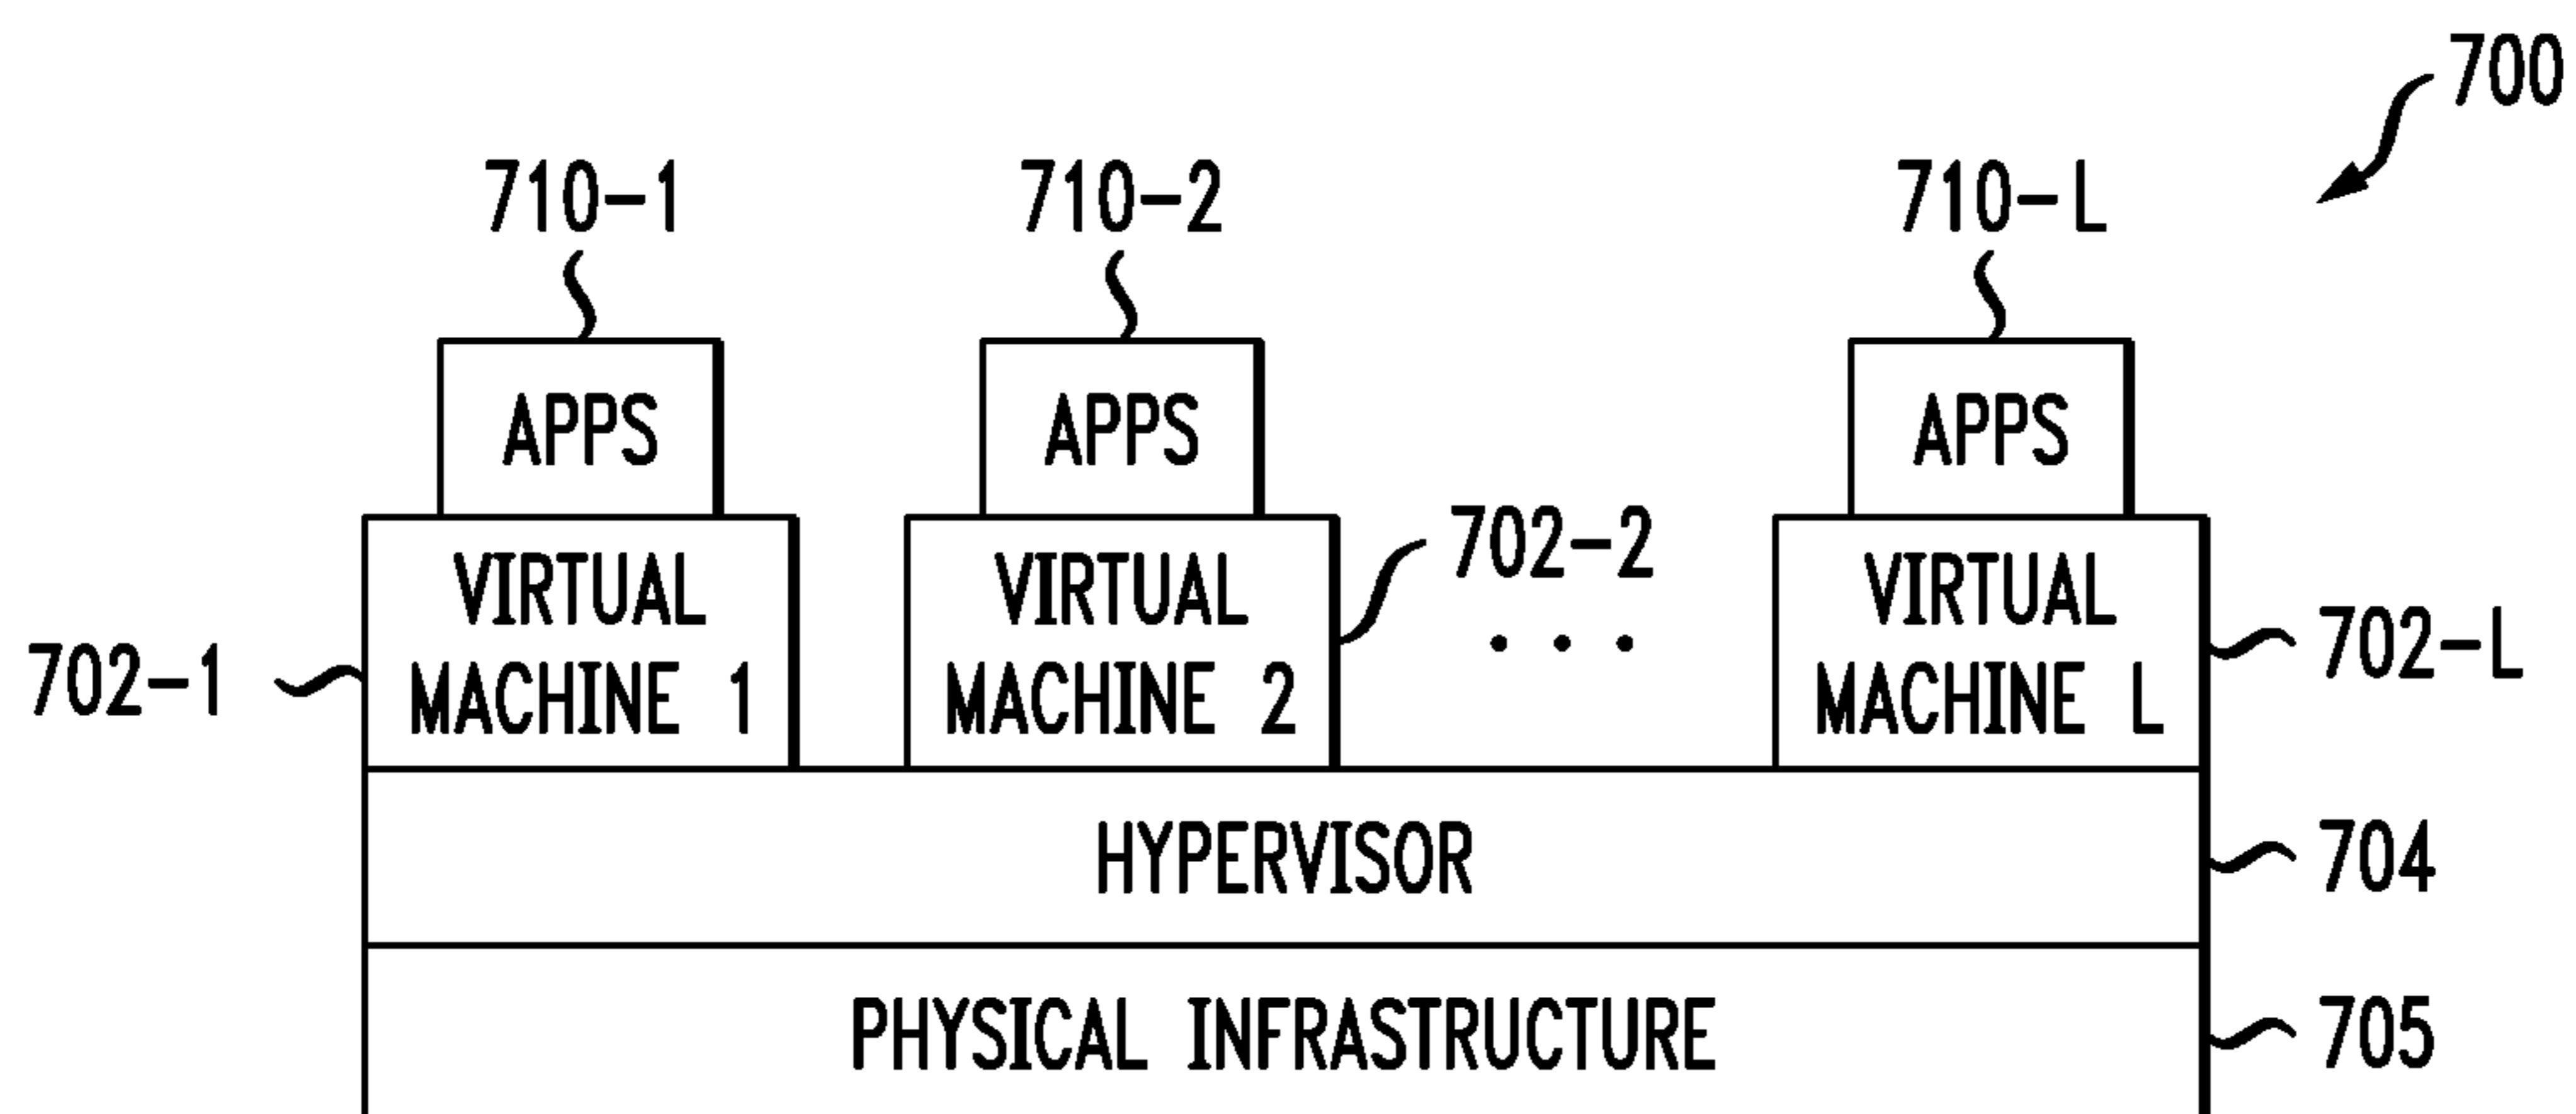 700
710-1 710-2 710-L
APPS APPS APPS
702-2
VIRTUAL VIRTUAL VIRTUAL
702-1 702-L
MACHINE 1 MACHINE 2 . . . MACHINE L
HYPERVISOR 704
PHYSICAL INFRASTRUCTURE 705